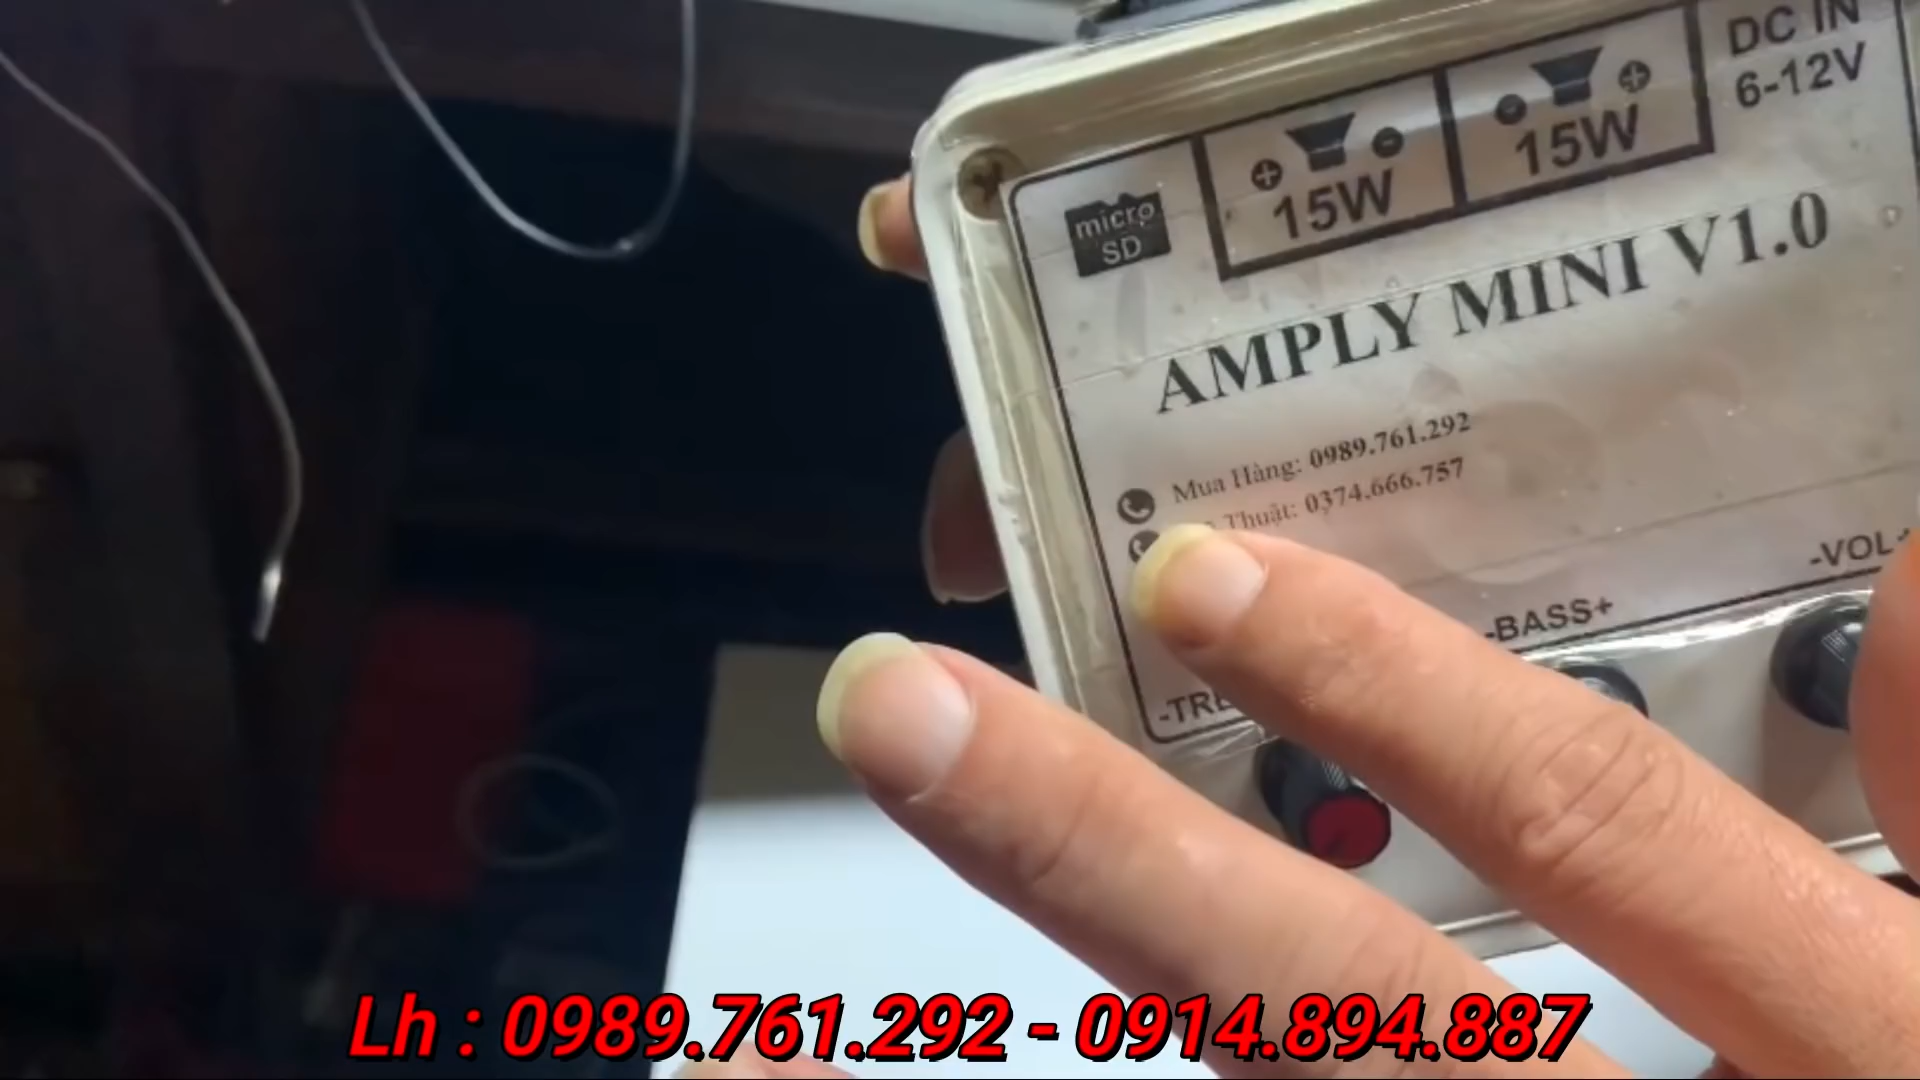 DC IN
6-12V
micro
SD
15W
15W
AMPLY MINI V1.0
Mua Hàng: 0989.761.292
Thuật: 0374.666.757
-VOL+
-BASS+
-TRE
Lh : 0989.761.292 - 0914.894.887